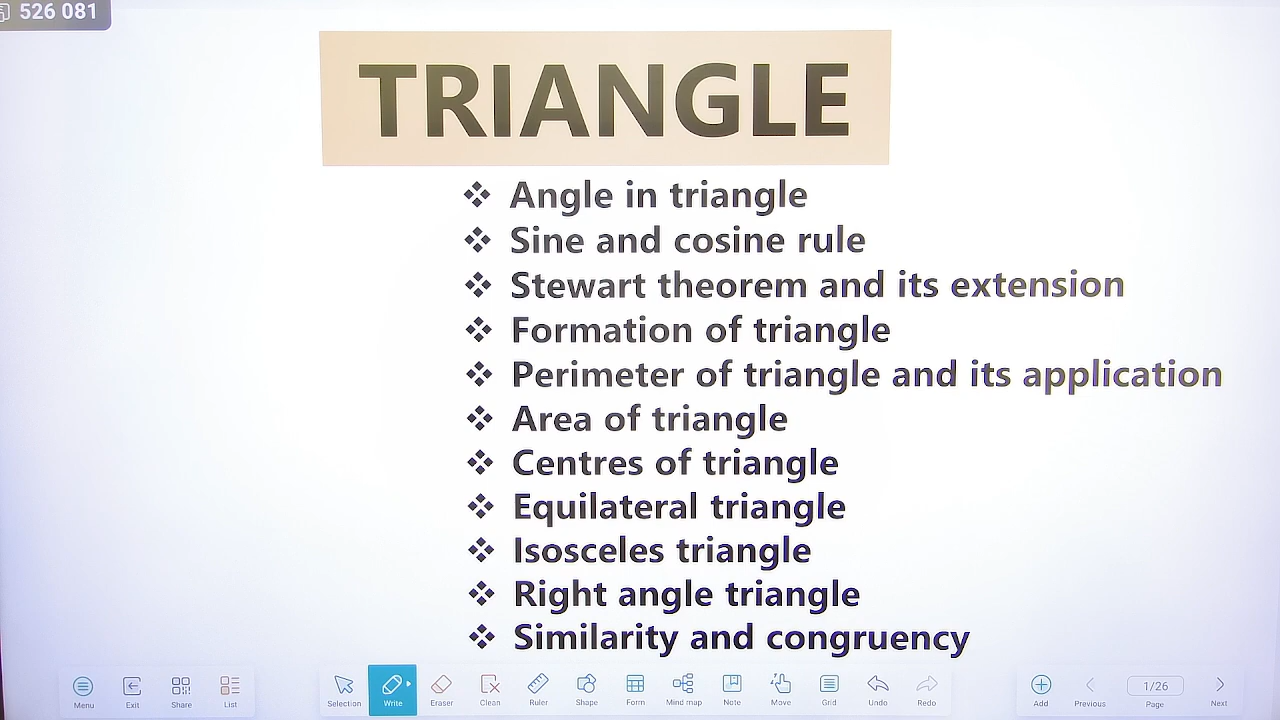 526 081
TRIANGLE
❖ Angle in triangle
❖ Sine and cosine rule
❖ Stewart theorem and its extension
❖ Formation of triangle
❖ Perimeter of triangle and its application
❖ Area of triangle
❖ Centres of triangle
❖ Equilateral triangle
❖ Isosceles triangle
❖ Right angle triangle
❖ Similarity and congruency
Menu Exit Share List Selection Write Eraser Clean Ruler Shape Form Mind map Note Move Grid Undo Redo Add Previous 1/26 Page Next